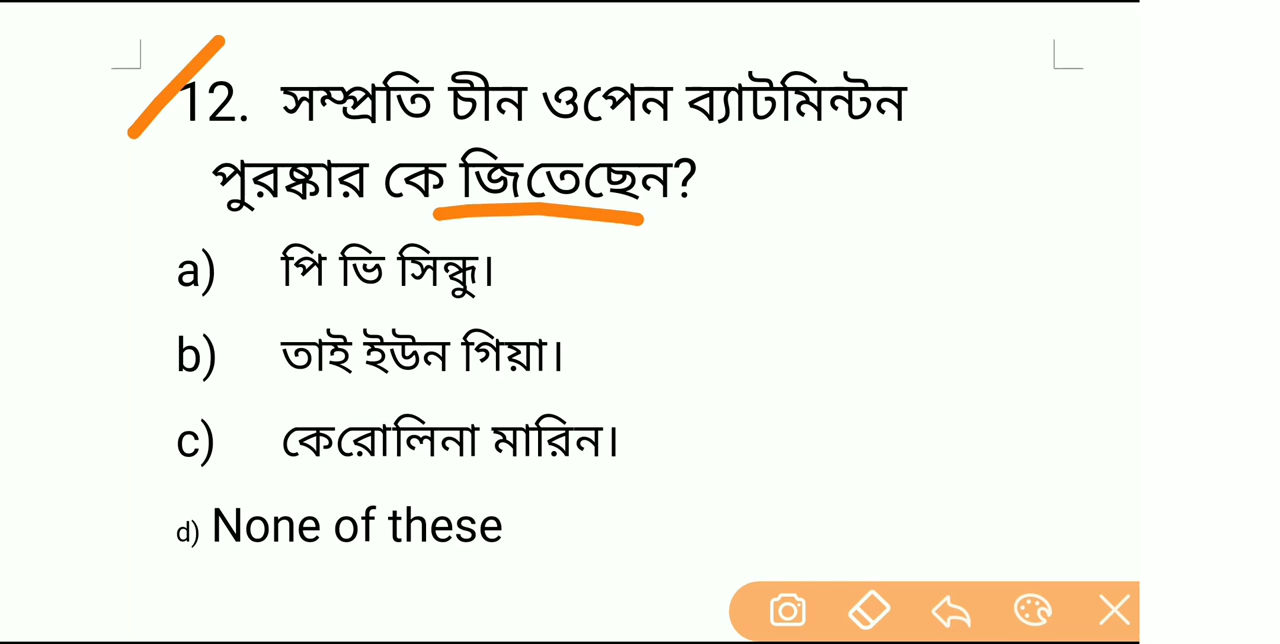 12. সম্প্রতি চীন ওপেন ব্যাটমিন্টন
পুরষ্কার কে জিতেছেন?
a) পি ভি সিন্ধু।
b) তাই ইউন গিয়া।
c) কেরোলিনা মারিন।
d) None of these